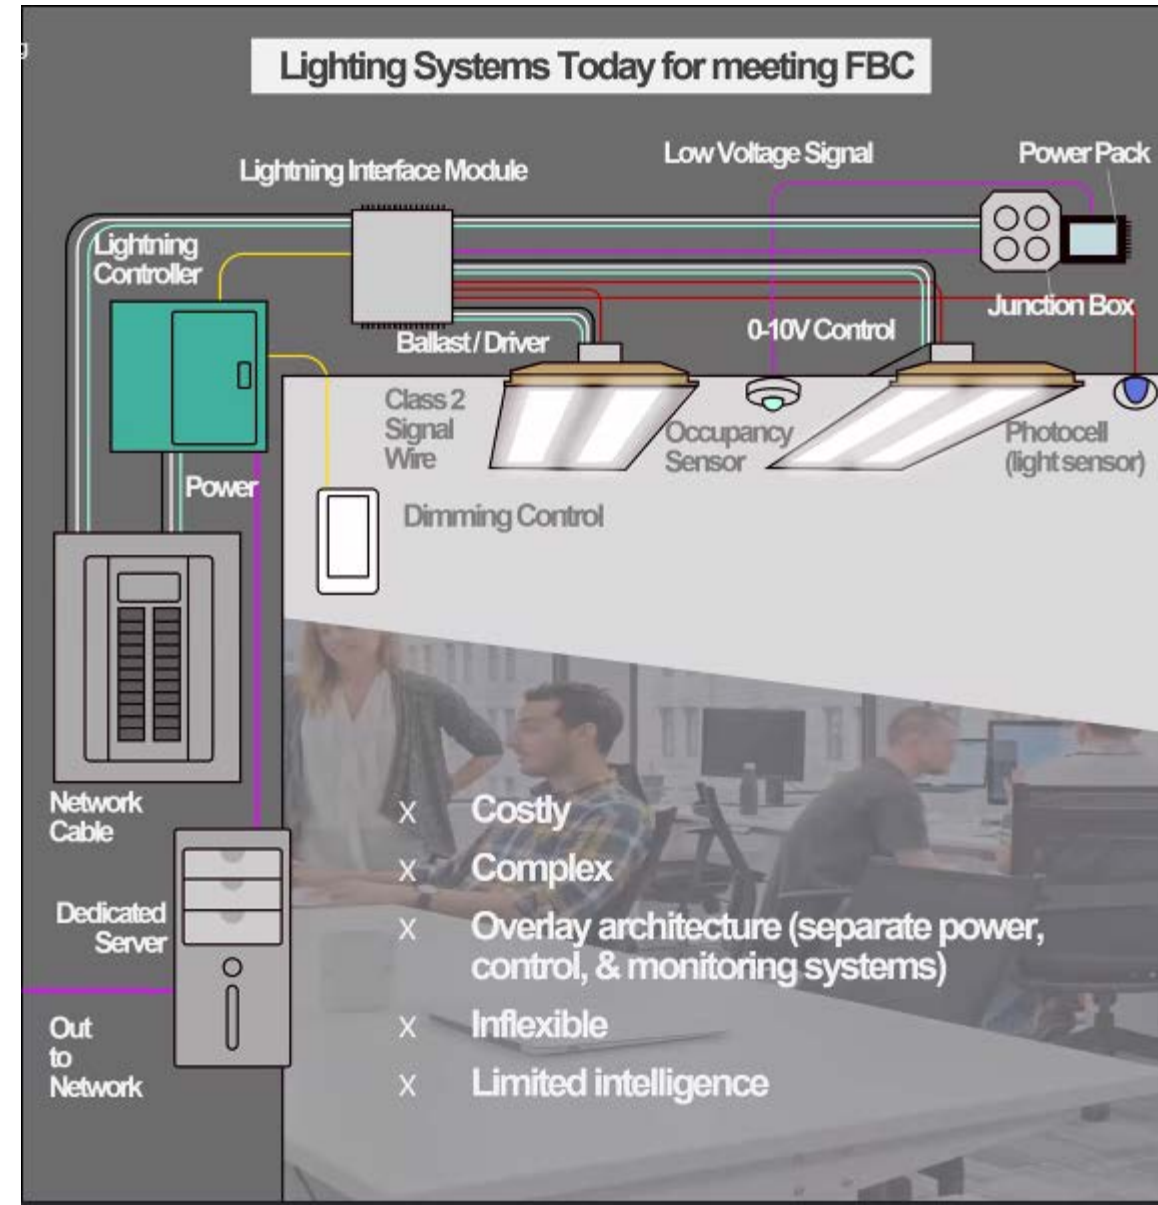 g
Lighting Systems Today for meeting FBC
Low Voltage Signal
Power Pack
Lightning Interface Module
Lightning
Controller
Junction Box
Ballast / Driver
0-10V Control
Class 2
Signal
Wire
Occupancy
Sensor
Photocell
(light sensor)
Power
Dimming Control
Network
Cable
x Costly
x Complex
Dedicated
Server
x Overlay architecture (separate power,
control, & monitoring systems)
Out
to
Network
x Inflexible
x Limited intelligence